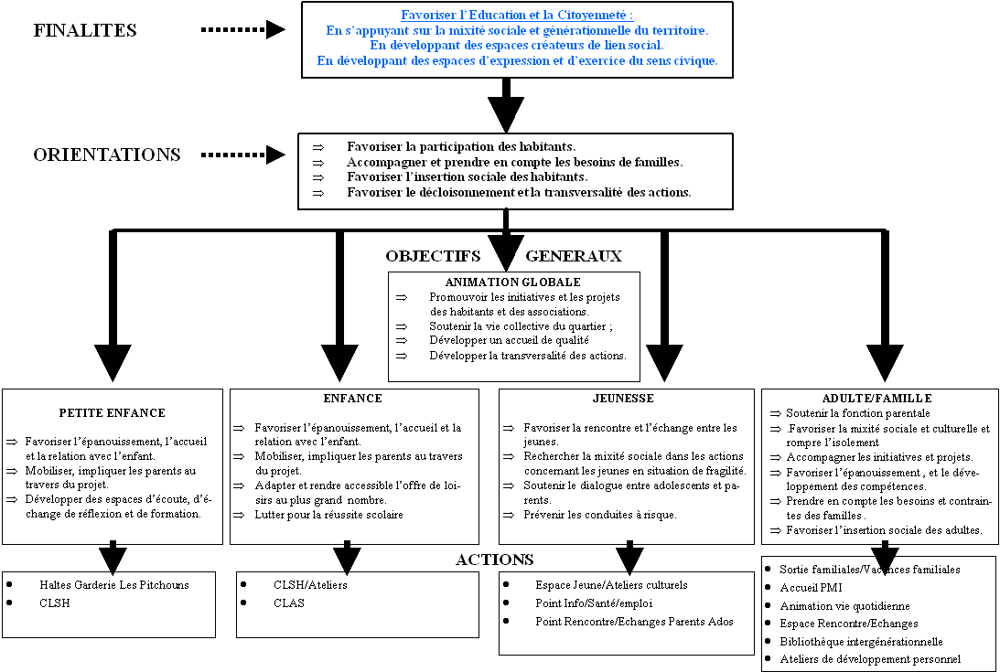 FINALITES
Favoriser l'Education et la Citoyenneté :
En s'appuyant sur la mixité sociale et générationnelle du territoire.
En développant des espaces créateurs de lien social.
En développant des espaces d'expression et d'exercice du sens civique.
ORIENTATIONS
⇒ Favoriser la participation des habitants.
⇒ Accompagner et prendre en compte les besoins de familles.
⇒ Favoriser l'insertion sociale des habitants.
⇒ Favoriser le décloisonnement et la transversalité des actions.
OBJECTIFS GENERAUX
ANIMATION GLOBALE
⇒ Promouvoir les initiatives et les projets
des habitants et des associations.
⇒ Soutenir la vie collective du quartier ;
⇒ Développer un accueil de qualité
⇒ Développer la transversalité des actions.
PETITE ENFANCE
⇒ Favoriser l'épanouissement, l'accueil
et la relation avec l'enfant.
⇒ Mobiliser, impliquer les parents au
travers du projet.
⇒ Développer des espaces d'écoute, d'é-
change de réflexion et de formation.
ENFANCE
⇒ Favoriser l'épanouissement, l'accueil et la
relation avec l'enfant.
⇒ Mobiliser, impliquer les parents au travers
du projet.
⇒ Adapter et rendre accessible l'offre de loi-
sirs au plus grand nombre.
⇒ Lutter pour la réussite scolaire
JEUNESSE
⇒ Favoriser la rencontre et l'échange entre les
jeunes.
⇒ Rechercher la mixité sociale dans les actions
concernant les jeunes en situation de fragilité.
⇒ Soutenir le dialogue entre adolescents et pa-
rents.
⇒ Prévenir les conduites à risque.
ADULTE/FAMILLE
⇒ Soutenir la fonction parentale
⇒ .Favoriser la mixité sociale et culturelle et
rompre l'isolement
⇒ Accompagner les initiatives et projets.
⇒ Favoriser l'épanouissement , et le déve-
loppement des compétences.
⇒ Prendre en compte les besoins et contrain-
tes des familles .
⇒ Favoriser l'insertion sociale des adultes.
ACTIONS
• Haltes Garderie Les Pitchouns
• CLSH
• CLSH/Ateliers
• CLAS
• Espace Jeune/Ateliers culturels
• Point Info/Santé/emploi
• Point Rencontre/Echanges Parents Ados
• Sortie familiales/Vacances familiales
• Accueil PMI
• Animation vie quotidienne
• Espace Rencontre/Echanges
• Bibliothèque intergénérationnelle
• Ateliers de développement personnel